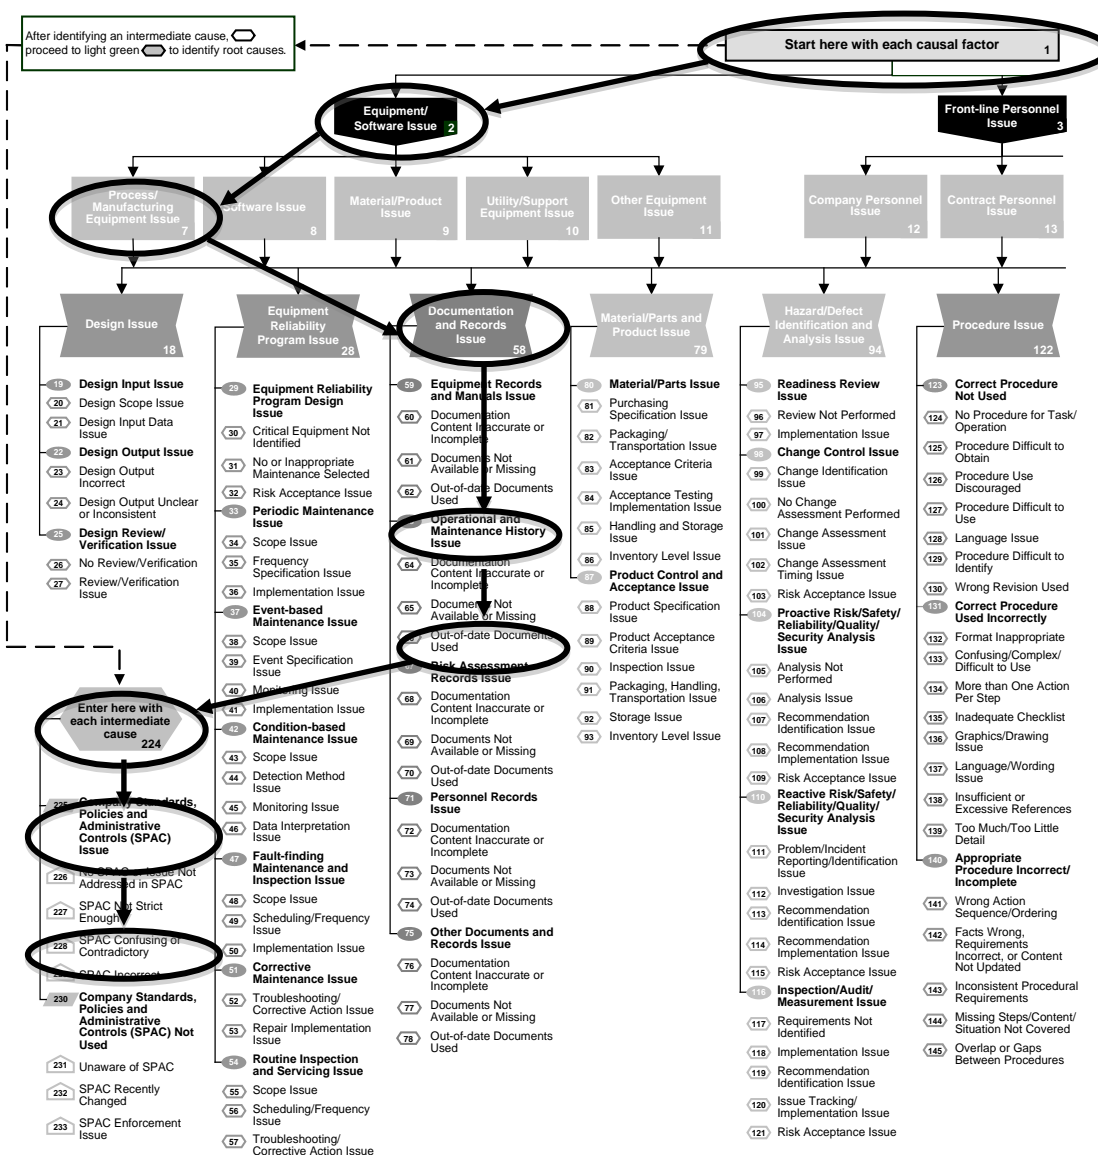 After identifying an intermediate cause,
proceed to light green to identify root causes.
Start here with each causal factor
1
Equipment/
Software Issue 2
Front-line Personnel
Issue
3
Process/
Manufacturing
Equipment Issue
7
Software Issue
8
Material/Product
Issue
9
Utility/Support
Equipment Issue
10
Other Equipment
Issue
11
Company Personnel
Issue
12
Contract Personnel
Issue
13
Design Issue
18
Equipment
Reliability
Program Issue
28
Documentation
and Records
Issue
58
Material/Parts and
Product Issue
79
Hazard/Defect
Identification and
Analysis Issue
94
Procedure Issue
122
19 Design Input Issue
20 Design Scope Issue
21 Design Input Data
Issue
22 Design Output Issue
23 Design Output
Incorrect
24 Design Output Unclear
or Inconsistent
25 Design Review/
Verification Issue
26 No Review/Verification
27 Review/Verification
Issue
29 Equipment Reliability
Program Design
Issue
30 Critical Equipment Not
Identified
31 No or Inappropriate
Maintenance Selected
32 Risk Acceptance Issue
33 Periodic Maintenance
Issue
34 Scope Issue
35 Frequency
Specification Issue
36 Implementation Issue
37 Event-based
Maintenance Issue
38 Scope Issue
39 Event Specification
Issue
40 Monitoring Issue
41 Implementation Issue
42 Condition-based
Maintenance Issue
43 Scope Issue
44 Detection Method
Issue
45 Monitoring Issue
46 Data Interpretation
Issue
47 Fault-finding
Maintenance and
Inspection Issue
48 Scope Issue
49 Scheduling/Frequency
Issue
50 Implementation Issue
51 Corrective
Maintenance Issue
52 Troubleshooting/
Corrective Action Issue
53 Repair Implementation
Issue
54 Routine Inspection
and Servicing Issue
55 Scope Issue
56 Scheduling/Frequency
Issue
57 Troubleshooting/
Corrective Action Issue
59 Equipment Records
and Manuals Issue
60 Documentation
Content Inaccurate or
Incomplete
61 Documents Not
Available or Missing
62 Out-of-date Documents
Used
Operational and
Maintenance History
Issue
64 Documentation
Content Inaccurate or
Incomplete
65 Documents Not
Available or Missing
Out-of-date Documents
Used
Risk Assessment
Records Issue
68 Documentation
Content Inaccurate or
Incomplete
69 Documents Not
Available or Missing
70 Out-of-date Documents
Used
71 Personnel Records
Issue
72 Documentation
Content Inaccurate or
Incomplete
73 Documents Not
Available or Missing
74 Out-of-date Documents
Used
75 Other Documents and
Records Issue
76 Documentation
Content Inaccurate or
Incomplete
77 Documents Not
Available or Missing
78 Out-of-date Documents
Used
80 Material/Parts Issue
81 Purchasing
Specification Issue
82 Packaging/
Transportation Issue
83 Acceptance Criteria
Issue
84 Acceptance Testing
Implementation Issue
85 Handling and Storage
Issue
86 Inventory Level Issue
87 Product Control and
Acceptance Issue
88 Product Specification
Issue
89 Product Acceptance
Criteria Issue
90 Inspection Issue
91 Packaging, Handling,
Transportation Issue
92 Storage Issue
93 Inventory Level Issue
95 Readiness Review
Issue
96 Review Not Performed
97 Implementation Issue
98 Change Control Issue
99 Change Identification
Issue
100 No Change
Assessment Performed
101 Change Assessment
Issue
102 Change Assessment
Timing Issue
103 Risk Acceptance Issue
104 Proactive Risk/Safety/
Reliability/Quality/
Security Analysis
Issue
105 Analysis Not
Performed
106 Analysis Issue
107 Recommendation
Identification Issue
108 Recommendation
Implementation Issue
109 Risk Acceptance Issue
110 Reactive Risk/Safety/
Reliability/Quality/
Security Analysis
Issue
111 Problem/Incident
Reporting/Identification
Issue
112 Investigation Issue
113 Recommendation
Identification Issue
114 Recommendation
Implementation Issue
115 Risk Acceptance Issue
116 Inspection/Audit/
Measurement Issue
117 Requirements Not
Identified
118 Implementation Issue
119 Recommendation
Identification Issue
120 Issue Tracking/
Implementation Issue
121 Risk Acceptance Issue
123 Correct Procedure
Not Used
124 No Procedure for Task/
Operation
125 Procedure Difficult to
Obtain
126 Procedure Use
Discouraged
127 Procedure Difficult to
Use
128 Language Issue
129 Procedure Difficult to
Identify
130 Wrong Revision Used
131 Correct Procedure
Used Incorrectly
132 Format Inappropriate
133 Confusing/Complex/
Difficult to Use
134 More than One Action
Per Step
135 Inadequate Checklist
136 Graphics/Drawing
Issue
137 Language/Wording
Issue
138 Insufficient or
Excessive References
139 Too Much/Too Little
Detail
140 Appropriate
Procedure Incorrect/
Incomplete
141 Wrong Action
Sequence/Ordering
142 Facts Wrong,
Requirements
Incorrect, or Content
Not Updated
143 Inconsistent Procedural
Requirements
144 Missing Steps/Content/
Situation Not Covered
145 Overlap or Gaps
Between Procedures
Enter here with
each intermediate
cause
224
225 Company Standards,
Policies and
Administrative
Controls (SPAC)
Issue
226 No SPAC or Issue Not
Addressed in SPAC
227 SPAC Not Strict
Enough
228 SPAC Confusing or
Contradictory
SPAC Incorrect
230 Company Standards,
Policies and
Administrative
Controls (SPAC) Not
Used
231 Unaware of SPAC
232 SPAC Recently
Changed
233 SPAC Enforcement
Issue